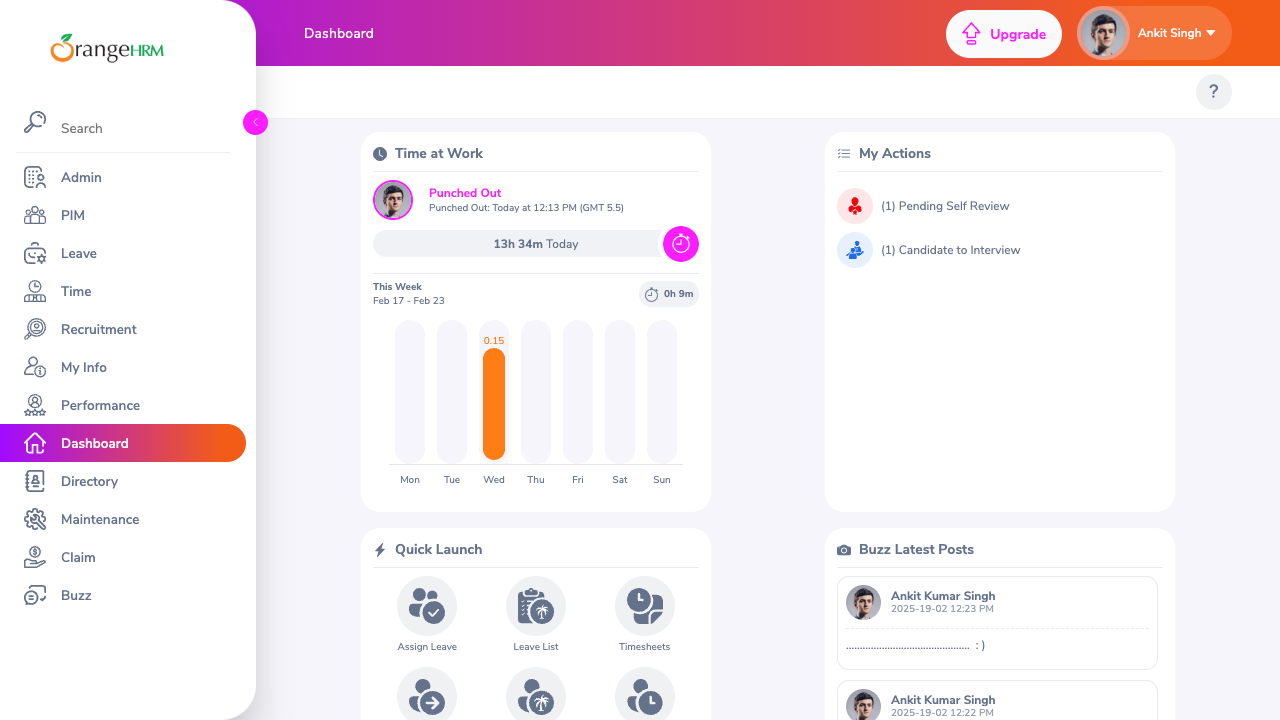 OrangeHRM
Search
Admin
PIM
Leave
Time
Recruitment
My Info
Performance
Dashboard
Directory
Maintenance
Claim
Buzz
Dashboard
Upgrade
Ankit Singh
?
Time at Work
Punched Out
Punched Out: Today at 12:13 PM (GMT 5.5)
13h 34m Today
This Week
Feb 17 - Feb 23
0h 9m
0.15
Mon Tue Wed Thu Fri Sat Sun
My Actions
(1) Pending Self Review
(1) Candidate to Interview
Quick Launch
Assign Leave
Leave List
Timesheets
Buzz Latest Posts
Ankit Kumar Singh
2025-19-02 12:23 PM
............................................. : )
Ankit Kumar Singh
2025-19-02 12:22 PM